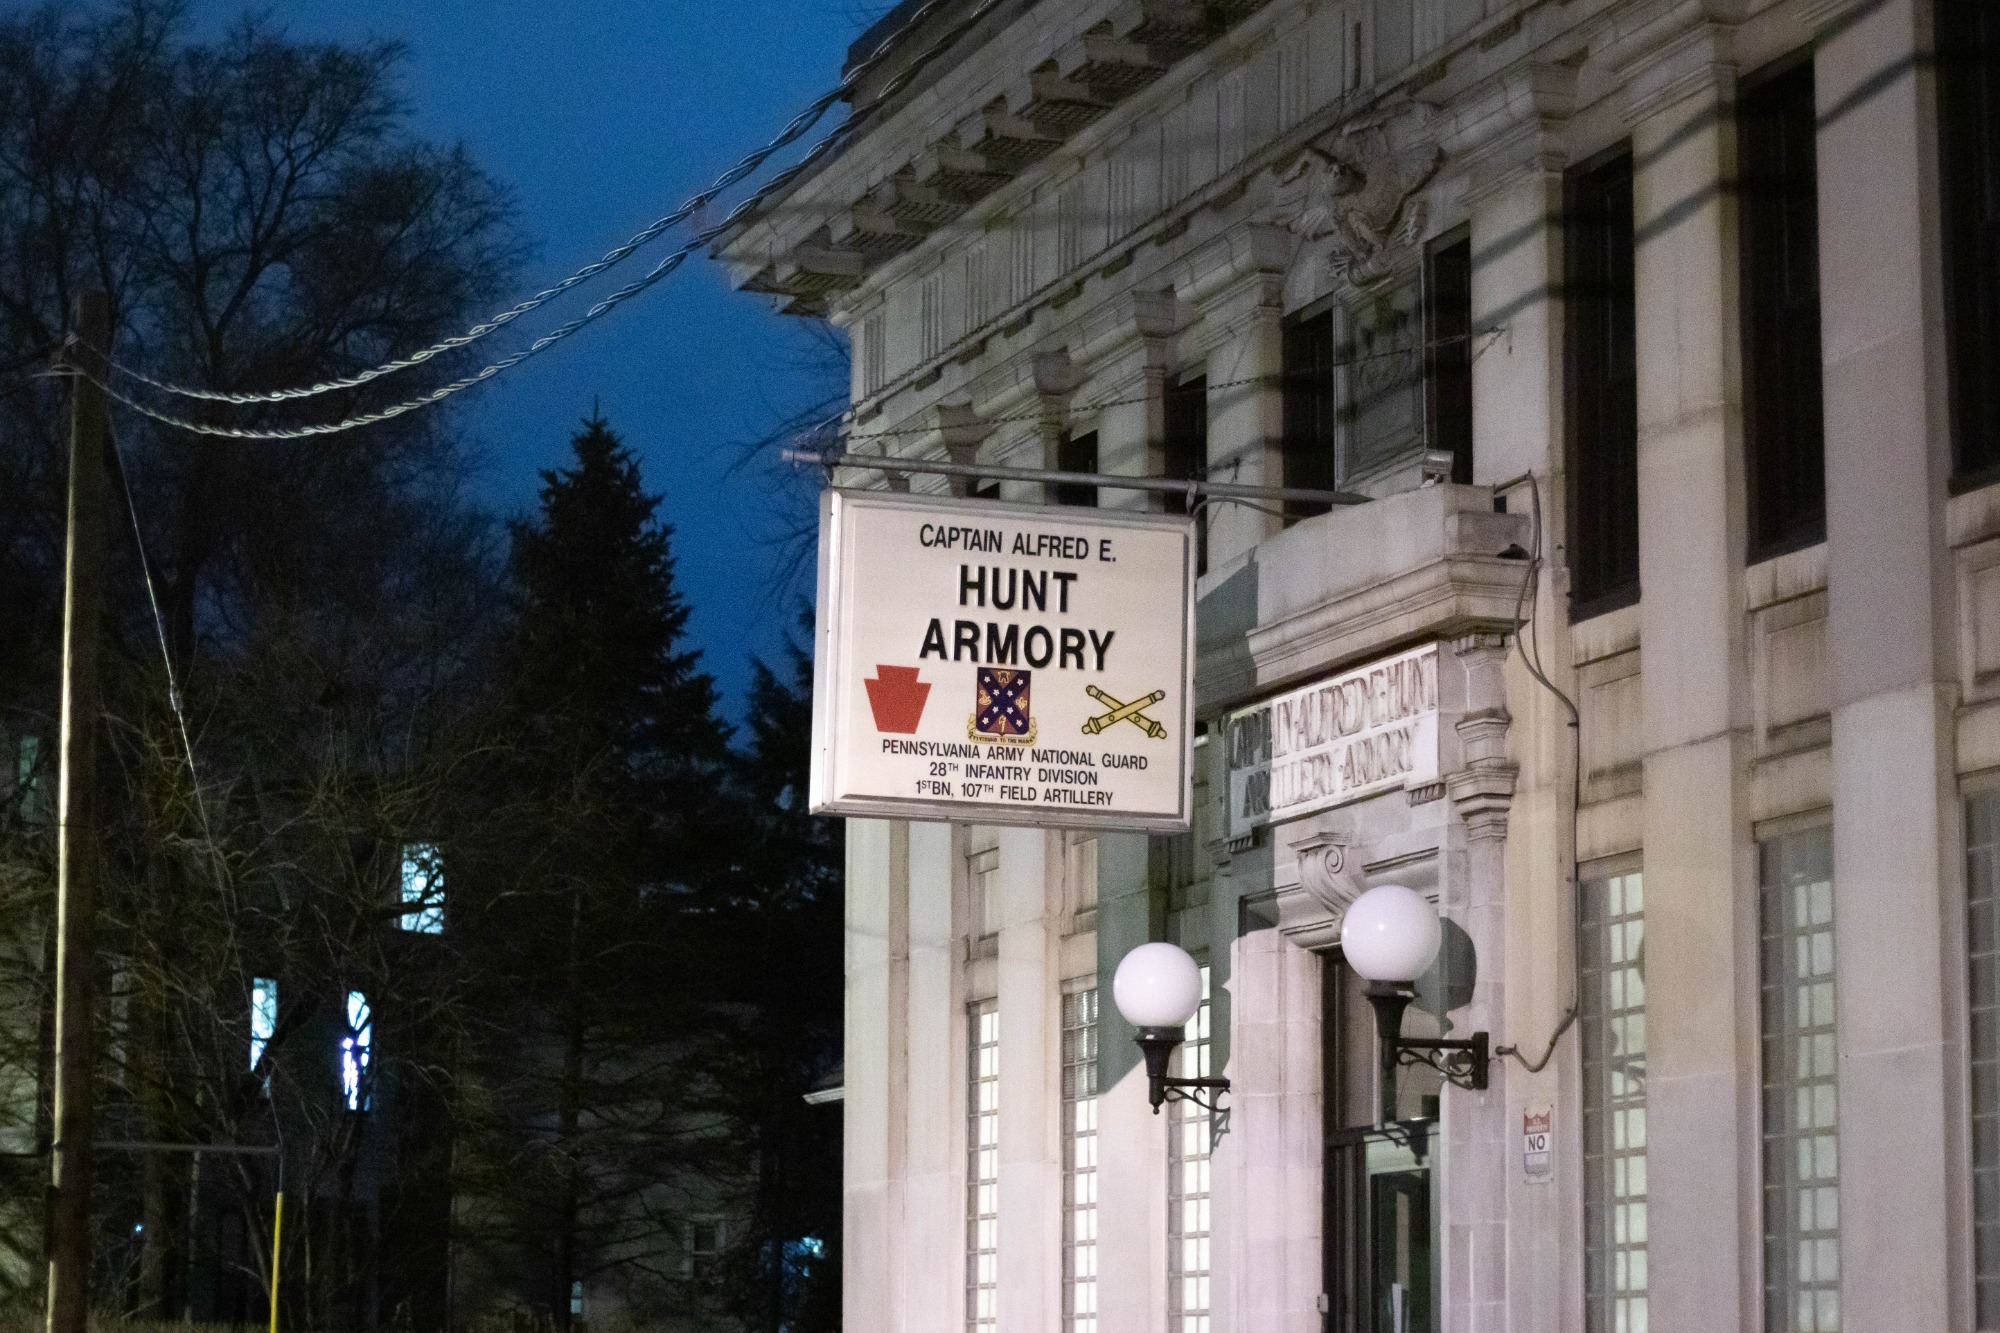 CAPTAIN ALFRED E.
HUNT
ARMORY
PENNSYLVANIA ARMY NATIONAL GUARD
28TH INFANTRY DIVISION
1STBN, 107TH FIELD ARTILLERY
CAPTAIN·ALFRED·E·HUNT
ARTILLERY·ARMORY
U.S.
PROPERTY
NO